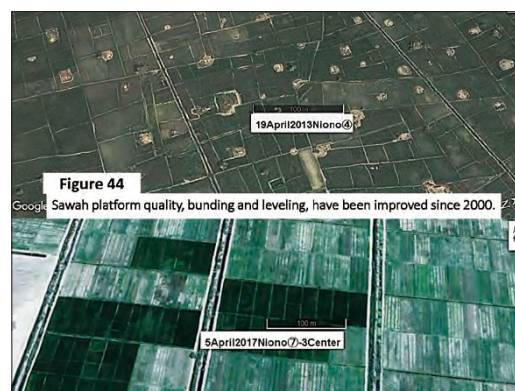 100 m
19April2013Niono④
Figure 44
Google
Sawah platform quality, bunding and leveling, have been improved since 2000.
100 m
5April2017Niono⑦-3Center